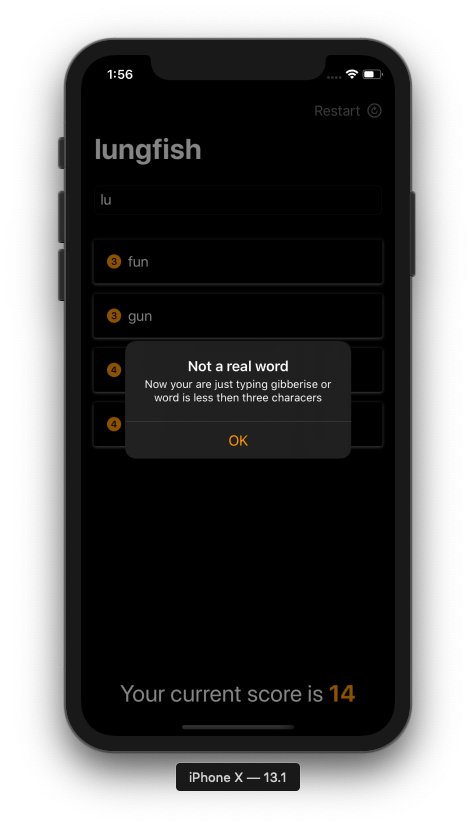 1:56
Restart
lungfish
lu
3 fun
3 gun
4
4
Not a real word
Now your are just typing gibberise or
word is less then three characers
OK
Your current score is 14
iPhone X — 13.1